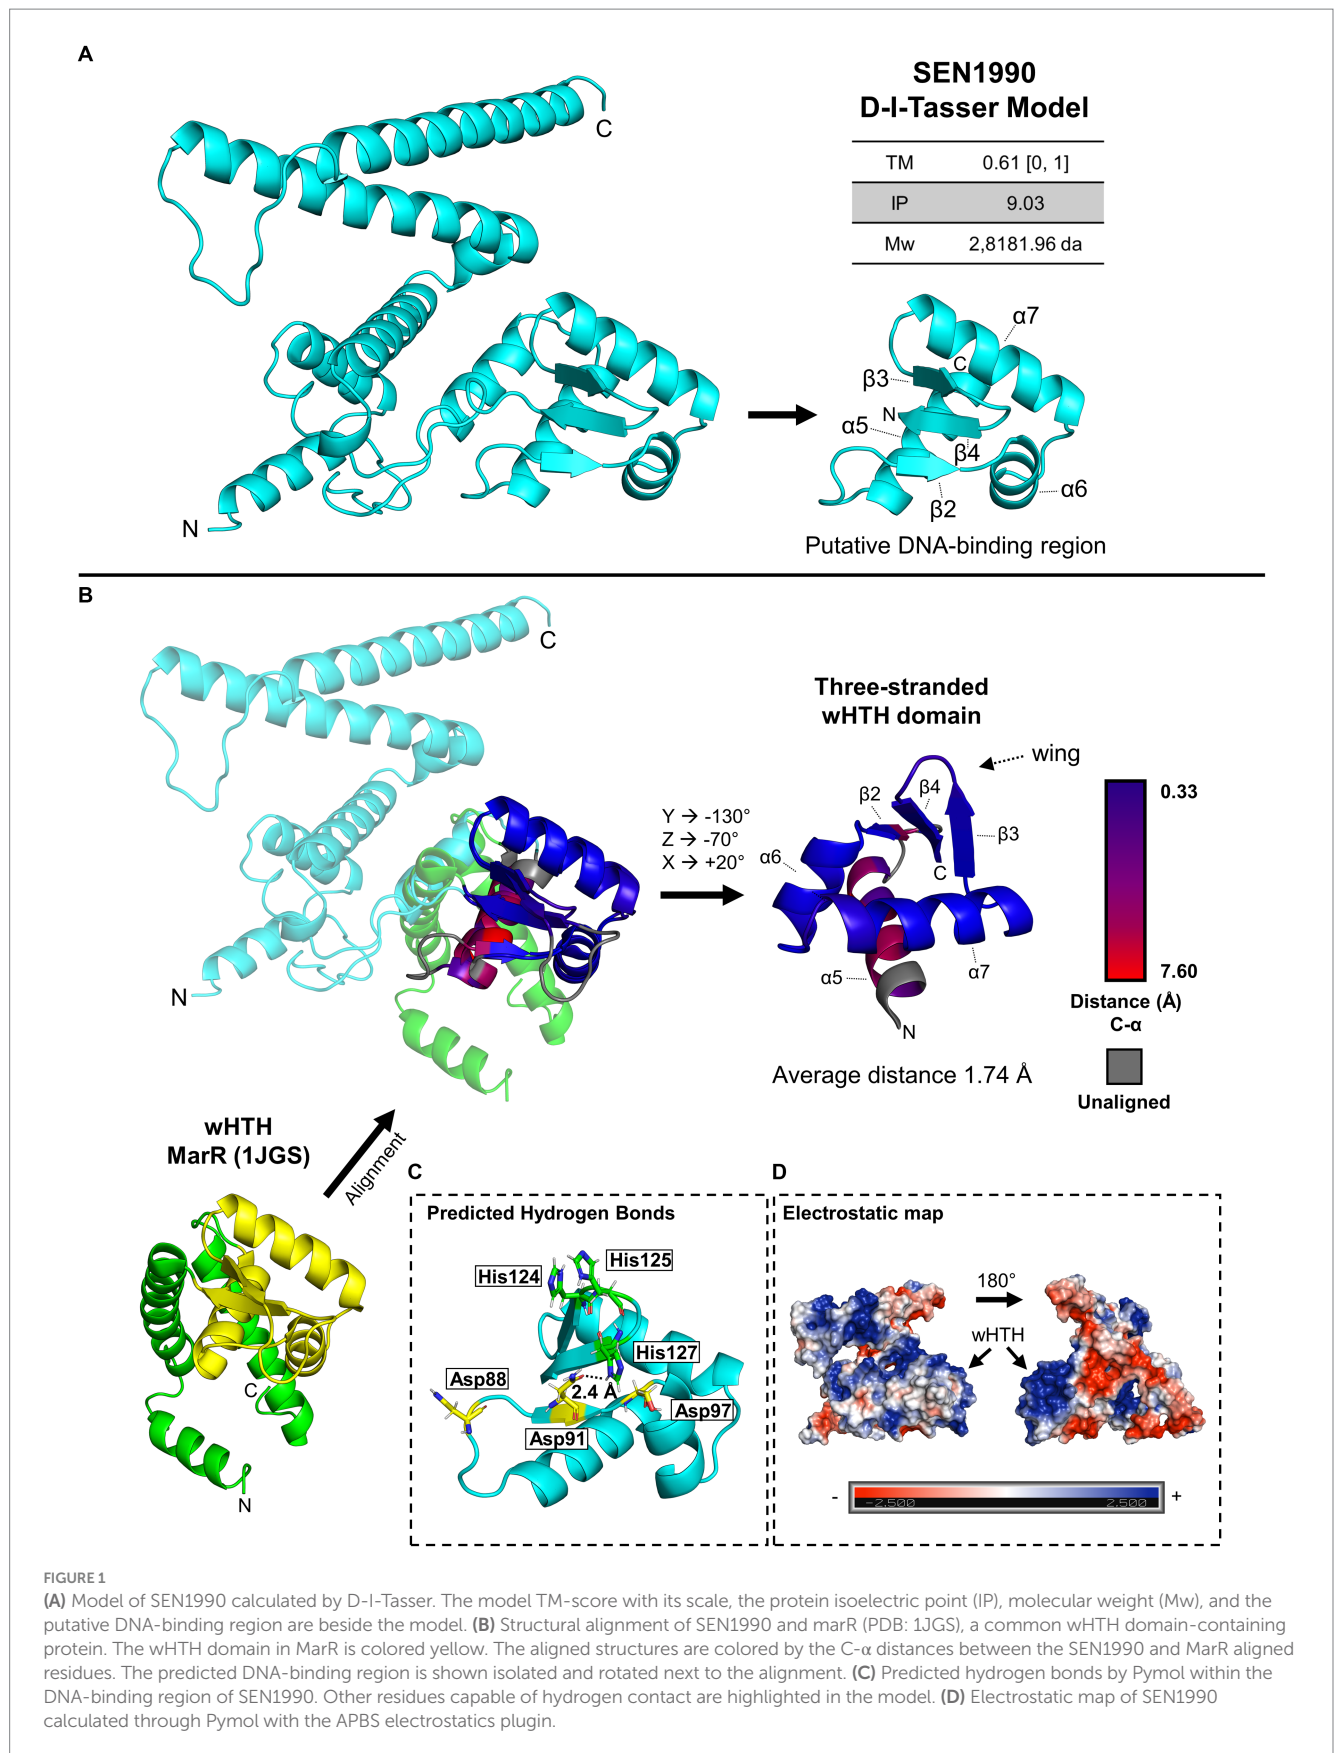 A
SEN1990
D-I-Tasser Model
TM 0.61 [0, 1]
IP 9.03
Mw 2,8181.96 da
C
N
α7
C
β3
N
α5
β4
α6
β2
Putative DNA-binding region
B
C
N
Three-stranded
wHTH domain
wing
Y → -130°
Z → -70°
X → +20°
β2
β4
β3
α6
C
α7
α5
N
0.33
7.60
Distance (Å)
C-α
Unaligned
Average distance 1.74 Å
wHTH
MarR (1JGS)
Alignment
C
N
C
Predicted Hydrogen Bonds
His125
His124
His127
Asp88
2.4 Å
Asp97
Asp91
D
Electrostatic map
180°
wHTH
- -2.500 2.500 +
FIGURE 1
(A) Model of SEN1990 calculated by D-I-Tasser. The model TM-score with its scale, the protein isoelectric point (IP), molecular weight (Mw), and the
putative DNA-binding region are beside the model. (B) Structural alignment of SEN1990 and marR (PDB: 1JGS), a common wHTH domain-containing
protein. The wHTH domain in MarR is colored yellow. The aligned structures are colored by the C-α distances between the SEN1990 and MarR aligned
residues. The predicted DNA-binding region is shown isolated and rotated next to the alignment. (C) Predicted hydrogen bonds by Pymol within the
DNA-binding region of SEN1990. Other residues capable of hydrogen contact are highlighted in the model. (D) Electrostatic map of SEN1990
calculated through Pymol with the APBS electrostatics plugin.